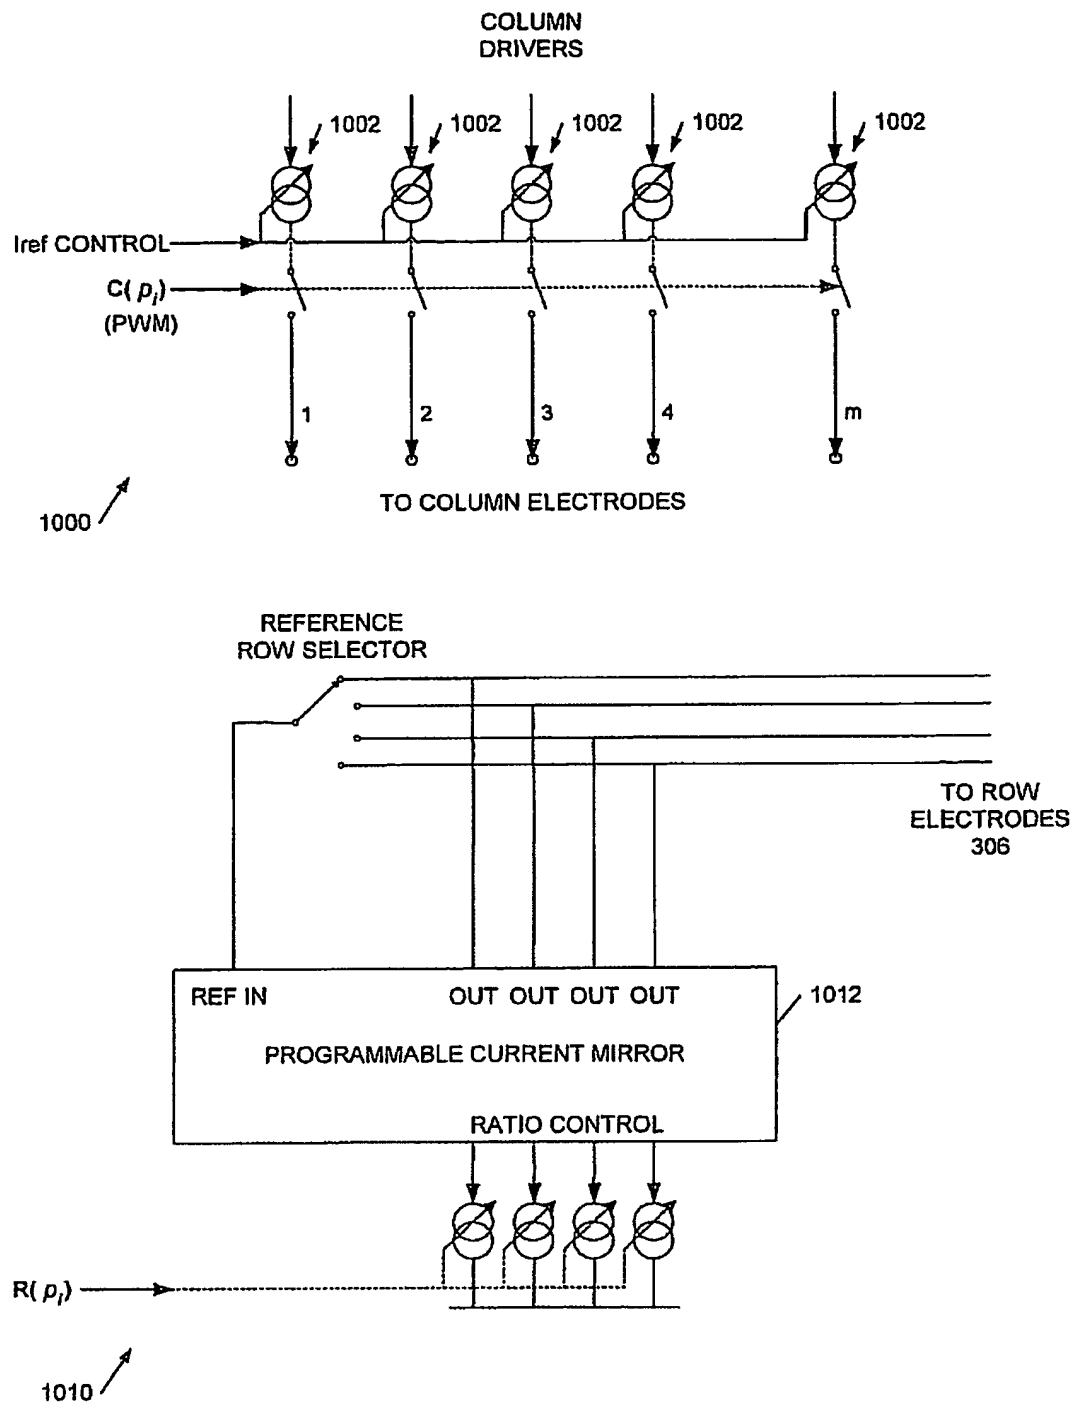 COLUMN
DRIVERS
1002 1002 1002 1002 1002
Iref CONTROL
C( pi)
(PWM)
1 2 3 4 m
TO COLUMN ELECTRODES
1000
REFERENCE
ROW SELECTOR
TO ROW
ELECTRODES
306
REF IN OUT OUT OUT OUT
1012
PROGRAMMABLE CURRENT MIRROR
RATIO CONTROL
R( pi)
1010